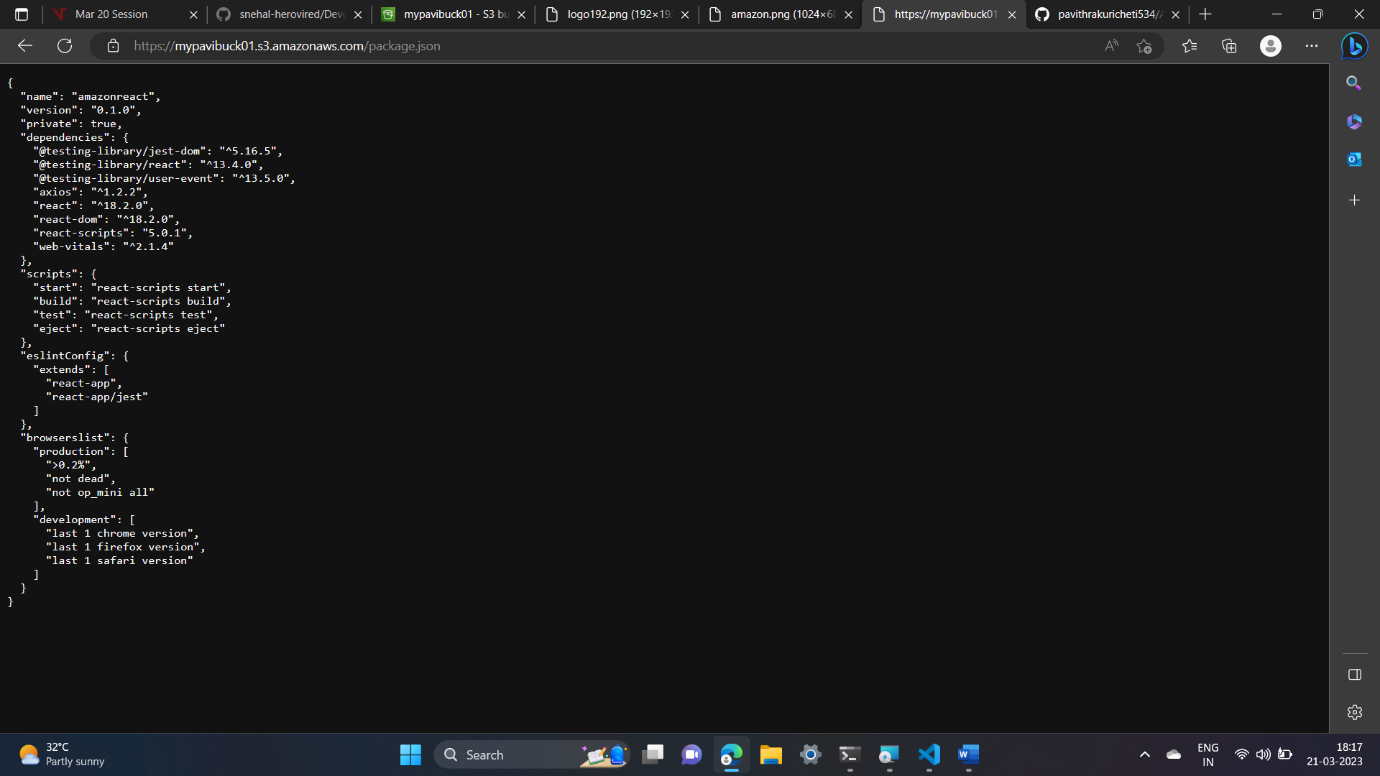 Mar 20 Session
snehal-herovired/Deve
mypavibuck01 - S3 bu
logo192.png (192×192
amazon.png (1024×60
https://mypavibuck01.
pavithrakuricheti534/A
https://mypavibuck01.s3.amazonaws.com/package.json
{
  "name": "amazonreact",
  "version": "0.1.0",
  "private": true,
  "dependencies": {
    "@testing-library/jest-dom": "^5.16.5",
    "@testing-library/react": "^13.4.0",
    "@testing-library/user-event": "^13.5.0",
    "axios": "^1.2.2",
    "react": "^18.2.0",
    "react-dom": "^18.2.0",
    "react-scripts": "5.0.1",
    "web-vitals": "^2.1.4"
  },
  "scripts": {
    "start": "react-scripts start",
    "build": "react-scripts build",
    "test": "react-scripts test",
    "eject": "react-scripts eject"
  },
  "eslintConfig": {
    "extends": [
      "react-app",
      "react-app/jest"
    ]
  },
  "browserslist": {
    "production": [
      ">0.2%",
      "not dead",
      "not op_mini all"
    ],
    "development": [
      "last 1 chrome version",
      "last 1 firefox version",
      "last 1 safari version"
    ]
  }
}
32°C
Partly sunny
Search
ENG
IN
18:17
21-03-2023